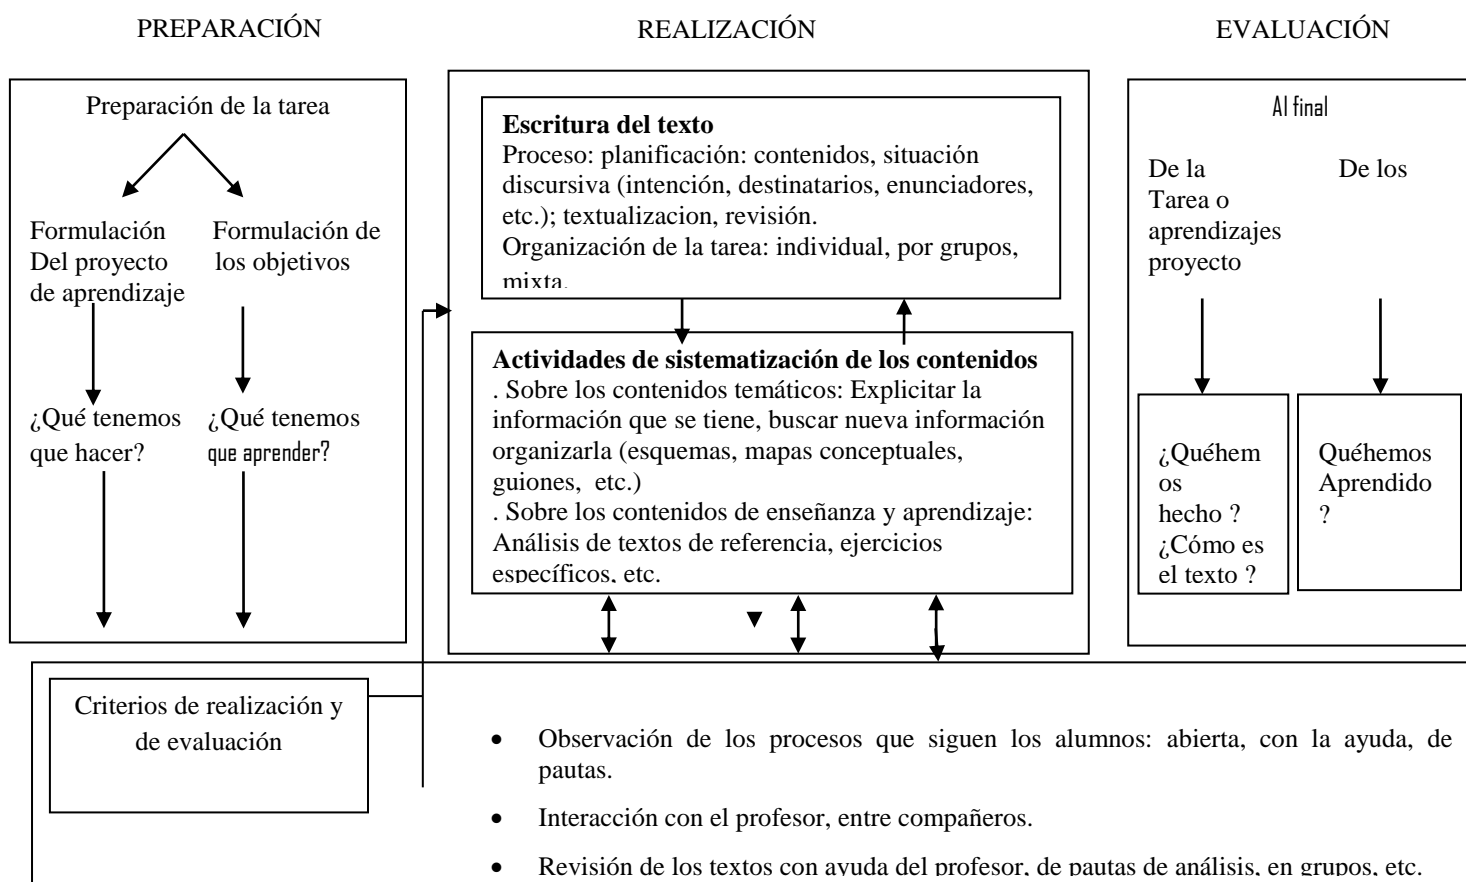 PREPARACIÓN
REALIZACIÓN
EVALUACIÓN
Preparación de la tarea
Formulación
Del proyecto
de aprendizaje
Formulación de
los objetivos
¿Qué tenemos
que hacer?
¿Qué tenemos
que aprender?
Escritura del texto
Proceso: planificación: contenidos, situación
discursiva (intención, destinatarios, enunciadores,
etc.); textualizacion, revisión.
Organización de la tarea: individual, por grupos,
mixta.
Actividades de sistematización de los contenidos
. Sobre los contenidos temáticos: Explicitar la
información que se tiene, buscar nueva información
organizarla (esquemas, mapas conceptuales,
guiones, etc.)
. Sobre los contenidos de enseñanza y aprendizaje:
Análisis de textos de referencia, ejercicios
específicos, etc.
Al final
De la De los
Tarea o
aprendizajes
proyecto
¿Quéhem
os
hecho ?
¿Cómo es
el texto ?
Quéhemos
Aprendido
?
Criterios de realización y
de evaluación
• Observación de los procesos que siguen los alumnos: abierta, con la ayuda, de
pautas.
• Interacción con el profesor, entre compañeros.
• Revisión de los textos con ayuda del profesor, de pautas de análisis, en grupos, etc.